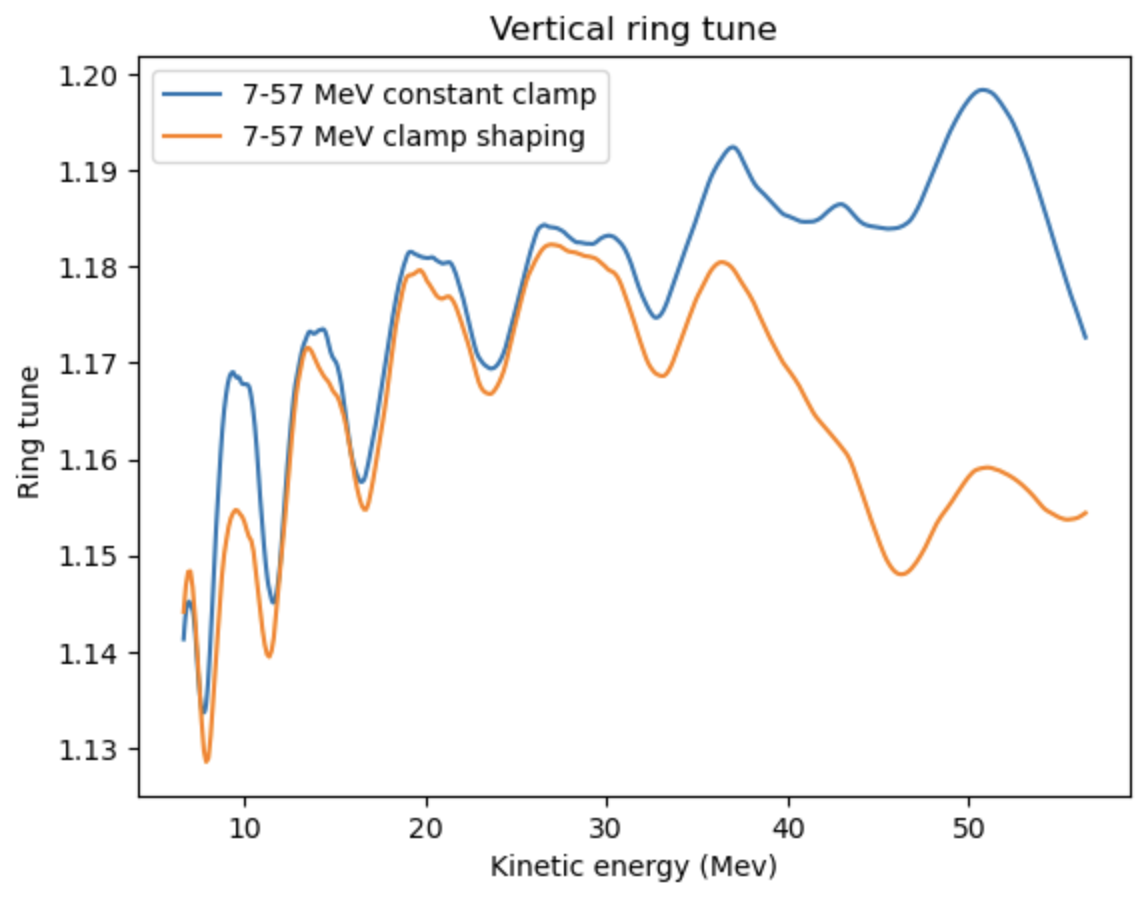 Vertical ring tune
7-57 MeV constant clamp
7-57 MeV clamp shaping
1.20
1.19
1.18
1.17
1.16
1.15
1.14
1.13
Ring tune
10 20 30 40 50
Kinetic energy (Mev)